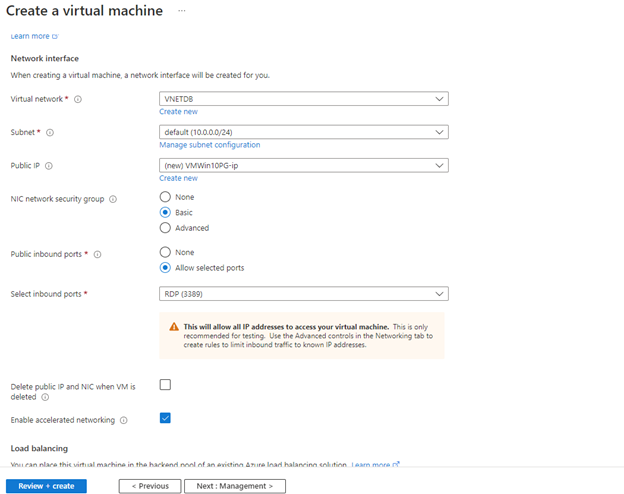 Create a virtual machine ...
Learn more
Network interface
When creating a virtual machine, a network interface will be created for you.
Virtual network *
VNETDB
Create new
Subnet *
default (10.0.0.0/24)
Manage subnet configuration
Public IP
(new) VMWin10PG-ip
Create new
NIC network security group
None
Basic
Advanced
Public inbound ports *
None
Allow selected ports
Select inbound ports *
RDP (3389)
This will allow all IP addresses to access your virtual machine. This is only
recommended for testing. Use the Advanced controls in the Networking tab to
create rules to limit inbound traffic to known IP addresses.
Delete public IP and NIC when VM is
deleted
Enable accelerated networking
Load balancing
You can place this virtual machine in the backend pool of an existing Azure load balancing solution. Learn more
Review + create
< Previous
Next : Management >